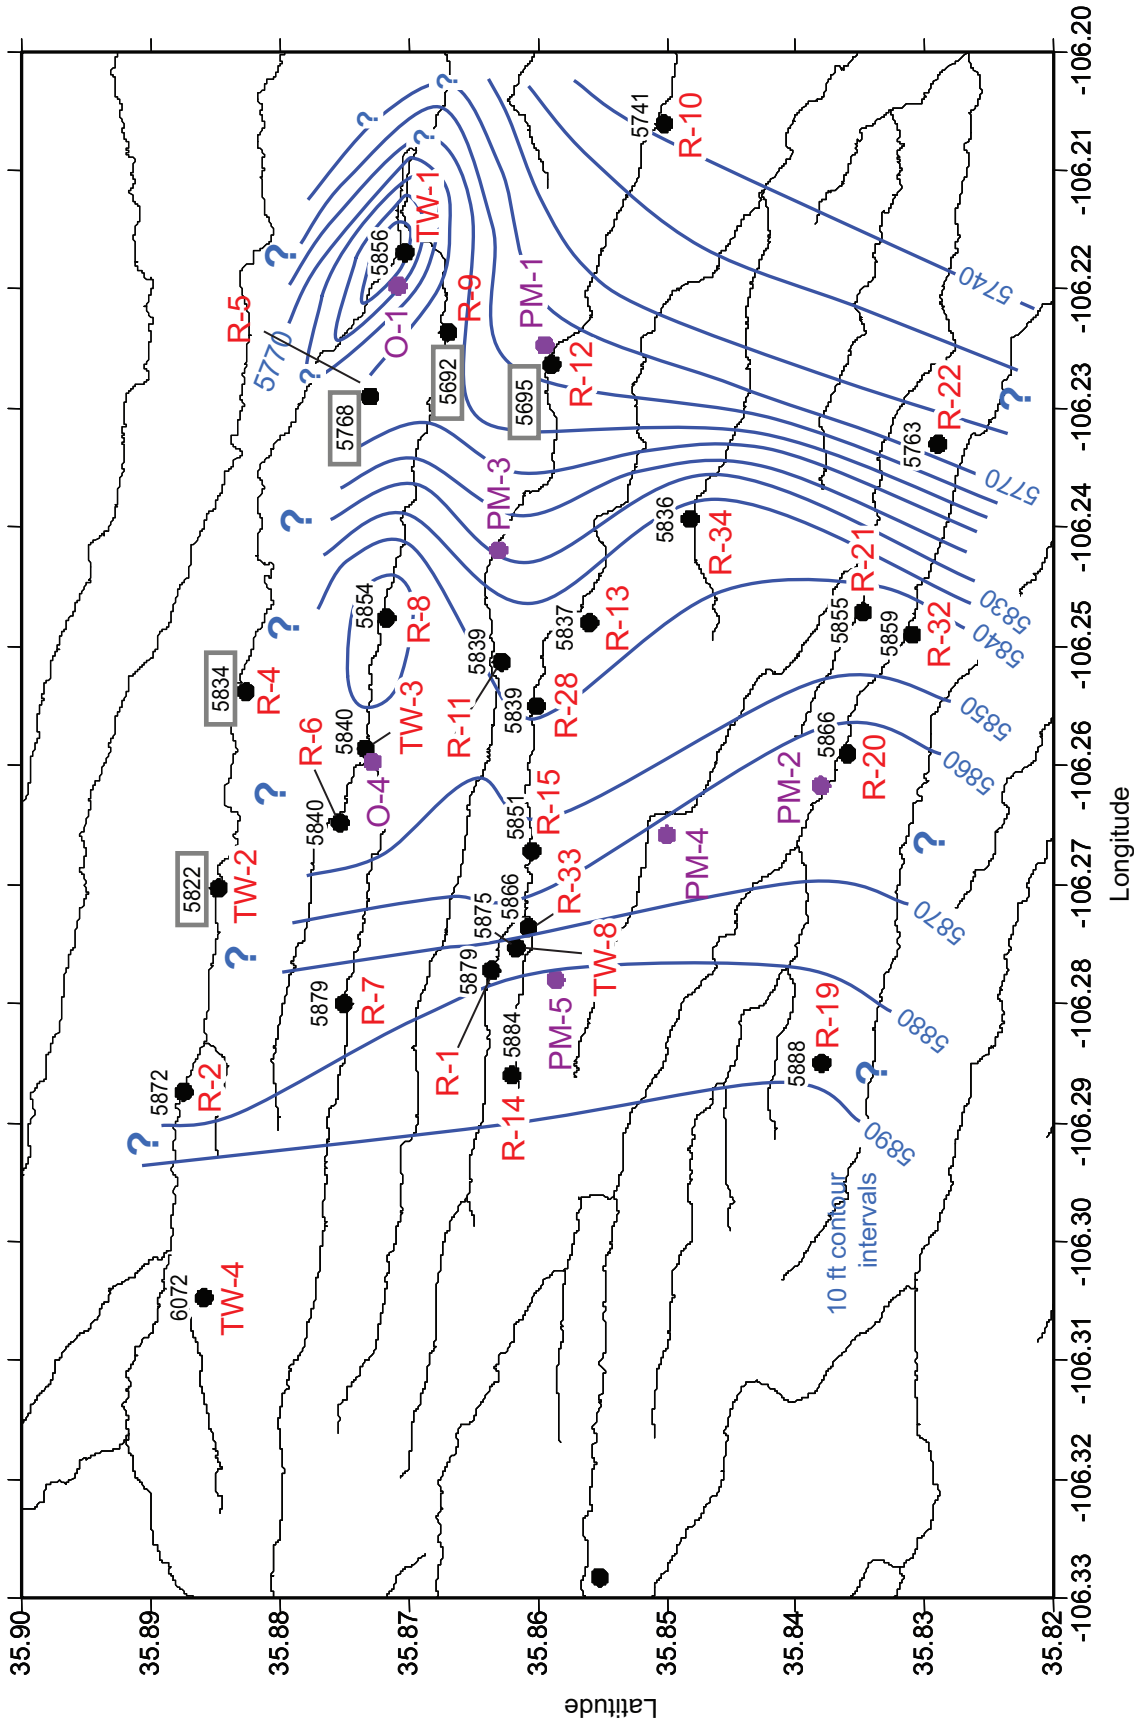 35.90
35.89
35.88
35.87
35.86
35.85
35.84
35.83
35.82
Latitude
-106.33
-106.32
-106.31
-106.30
-106.29
-106.28
-106.27
-106.26
-106.25
-106.24
-106.23
-106.22
-106.21
-106.20
Longitude
6072
TW-4
?
5872
R-2
5822
TW-2
?
?
5834
R-4
?
?
5879
R-7
5840
R-6
5840
O-4
TW-3
5854
R-8
R-5
5768
5770
?
?
O-1
5856
TW-1
?
?
?
5692
R-9
5695
R-12
PM-1
PM-3
5839
R-11
5839
R-28
5837
R-13
5836
R-34
5741
R-10
R-1
5879
5875
5866
5851
R-15
R-33
TW-8
5884
R-14
PM-5
PM-4
PM-2
5866
R-20
5855
R-21
5859
R-32
5763
R-22
?
5888
R-19
?
?
5740
5770
5830
5840
5850
5860
5870
5880
5890
10 ft contour
intervals